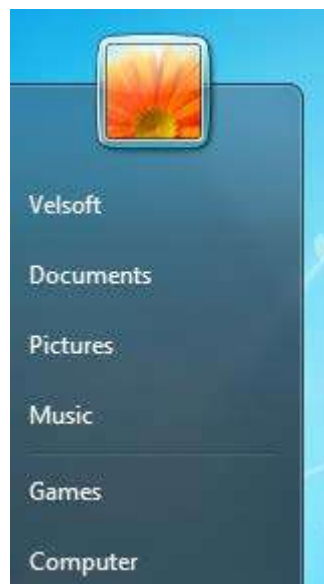 Velsoft
Documents
Pictures
Music
Games
Computer